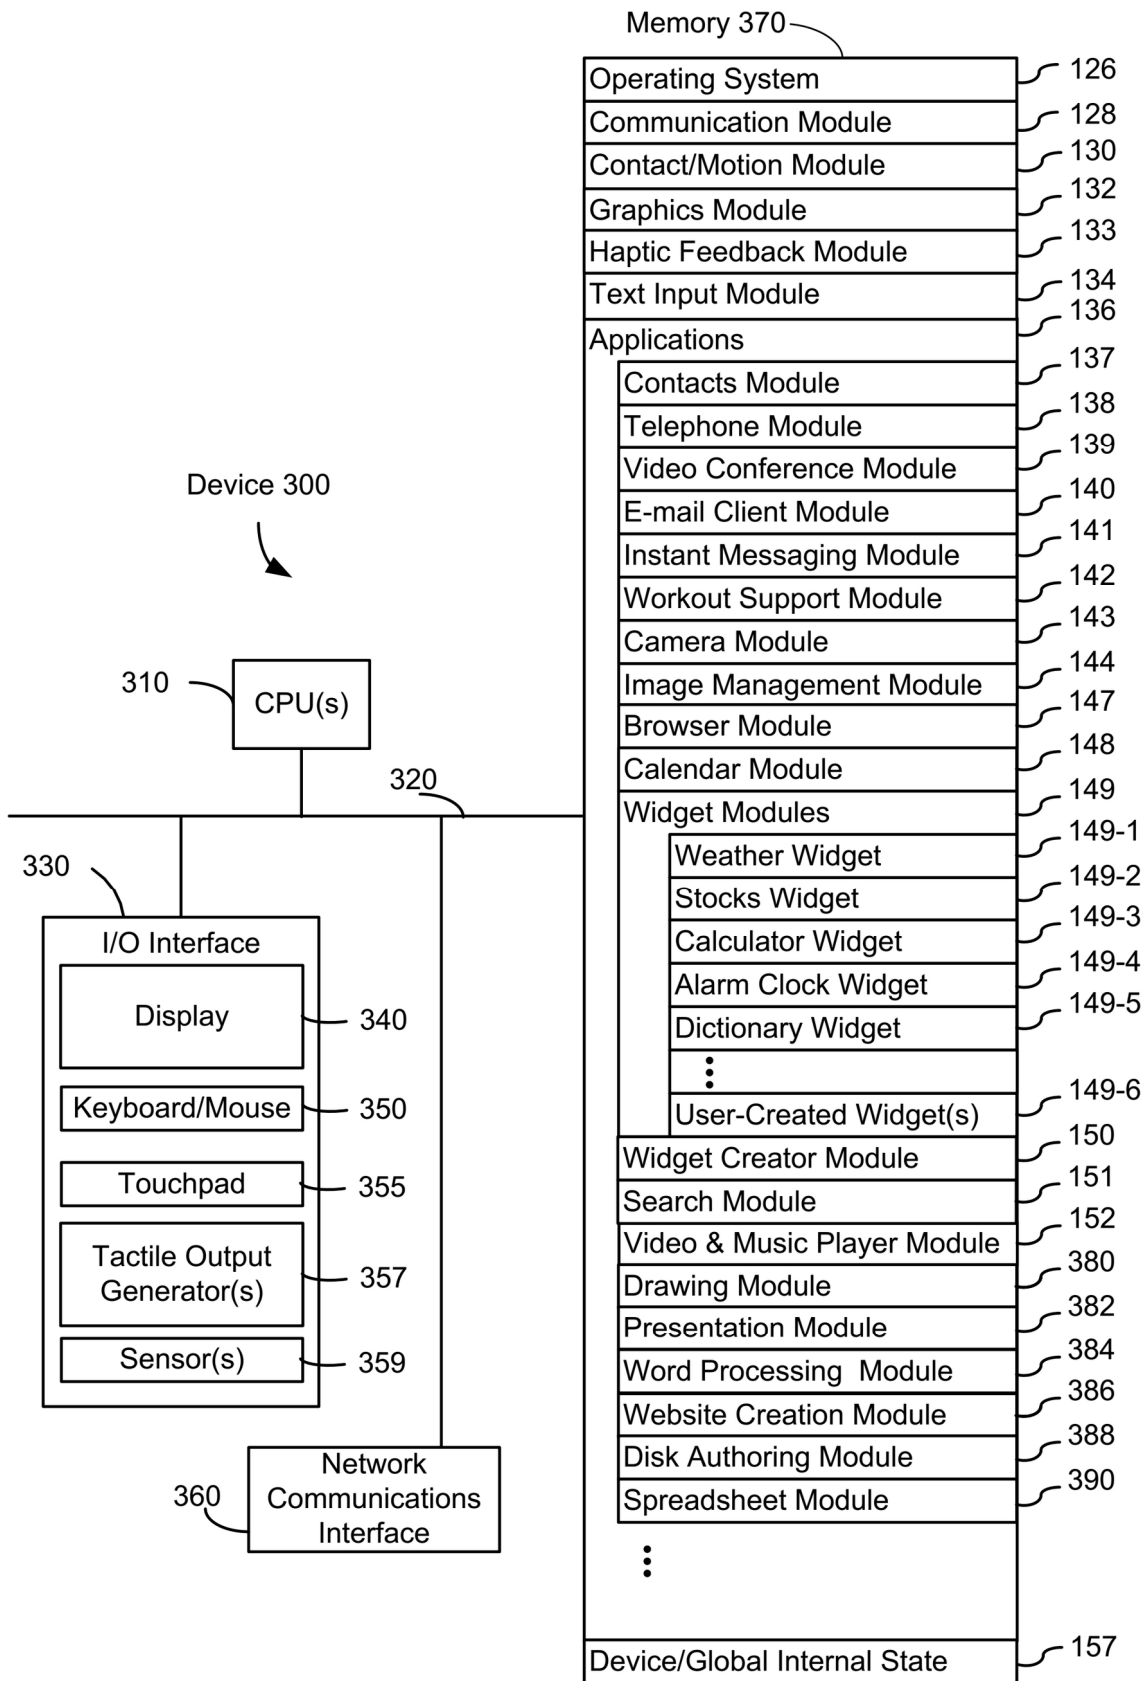 Memory 370
Operating System 126
Communication Module 128
Contact/Motion Module 130
Graphics Module 132
Haptic Feedback Module 133
Text Input Module 134
Applications 136
Contacts Module 137
Telephone Module 138
Video Conference Module 139
E-mail Client Module 140
Instant Messaging Module 141
Workout Support Module 142
Camera Module 143
Image Management Module 144
Browser Module 147
Calendar Module 148
Widget Modules 149
Weather Widget 149-1
Stocks Widget 149-2
Calculator Widget 149-3
Alarm Clock Widget 149-4
Dictionary Widget 149-5
User-Created Widget(s) 149-6
Widget Creator Module 150
Search Module 151
Video & Music Player Module 152
Drawing Module 380
Presentation Module 382
Word Processing Module 384
Website Creation Module 386
Disk Authoring Module 388
Spreadsheet Module 390
Device/Global Internal State 157
Device 300
310 CPU(s)
320
330
I/O Interface
Display 340
Keyboard/Mouse 350
Touchpad 355
Tactile Output
Generator(s) 357
Sensor(s) 359
360
Network
Communications
Interface